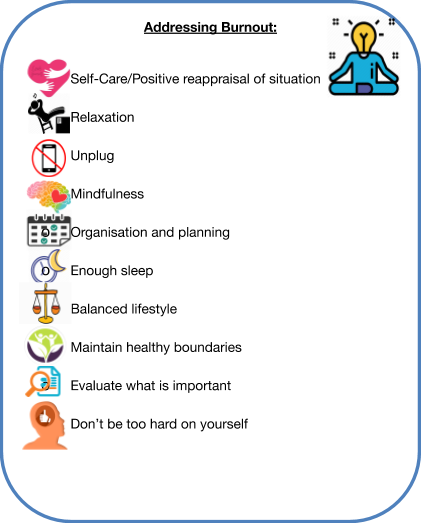 Addressing Burnout:
Self-Care/Positive reappraisal of situation
Relaxation
Unplug
Mindfulness
Organisation and planning
Enough sleep
Balanced lifestyle
Maintain healthy boundaries
Evaluate what is important
Don’t be too hard on yourself